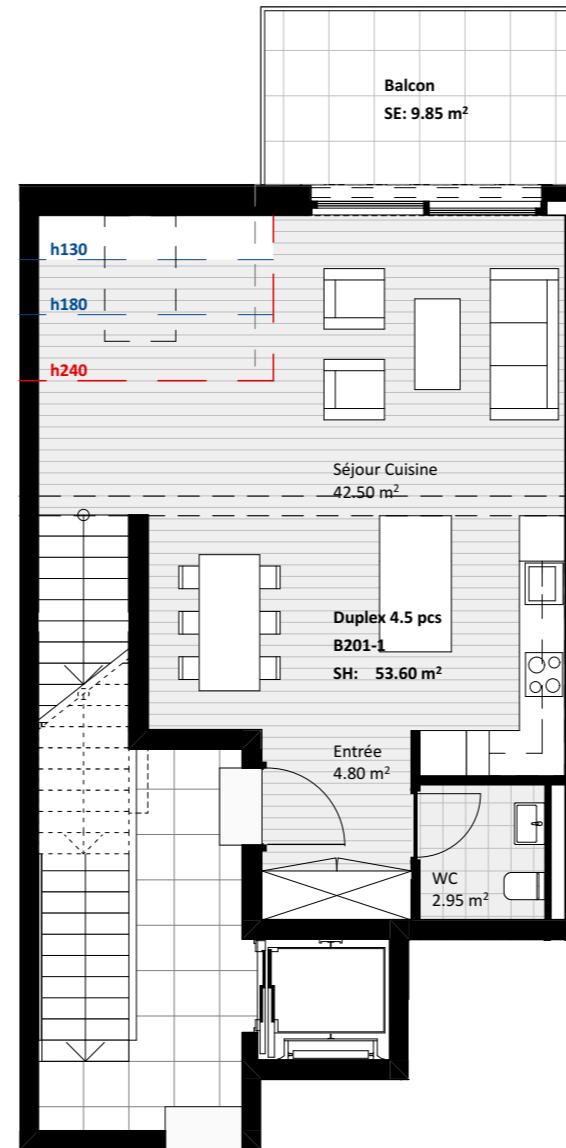 Balcon
SE: 9.85 m²
h130
h180
h240
Séjour Cuisine
42.50 m²
Duplex 4.5 pcs
B201-1
SH: 53.60 m²
Entrée
4.80 m²
WC
2.95 m²